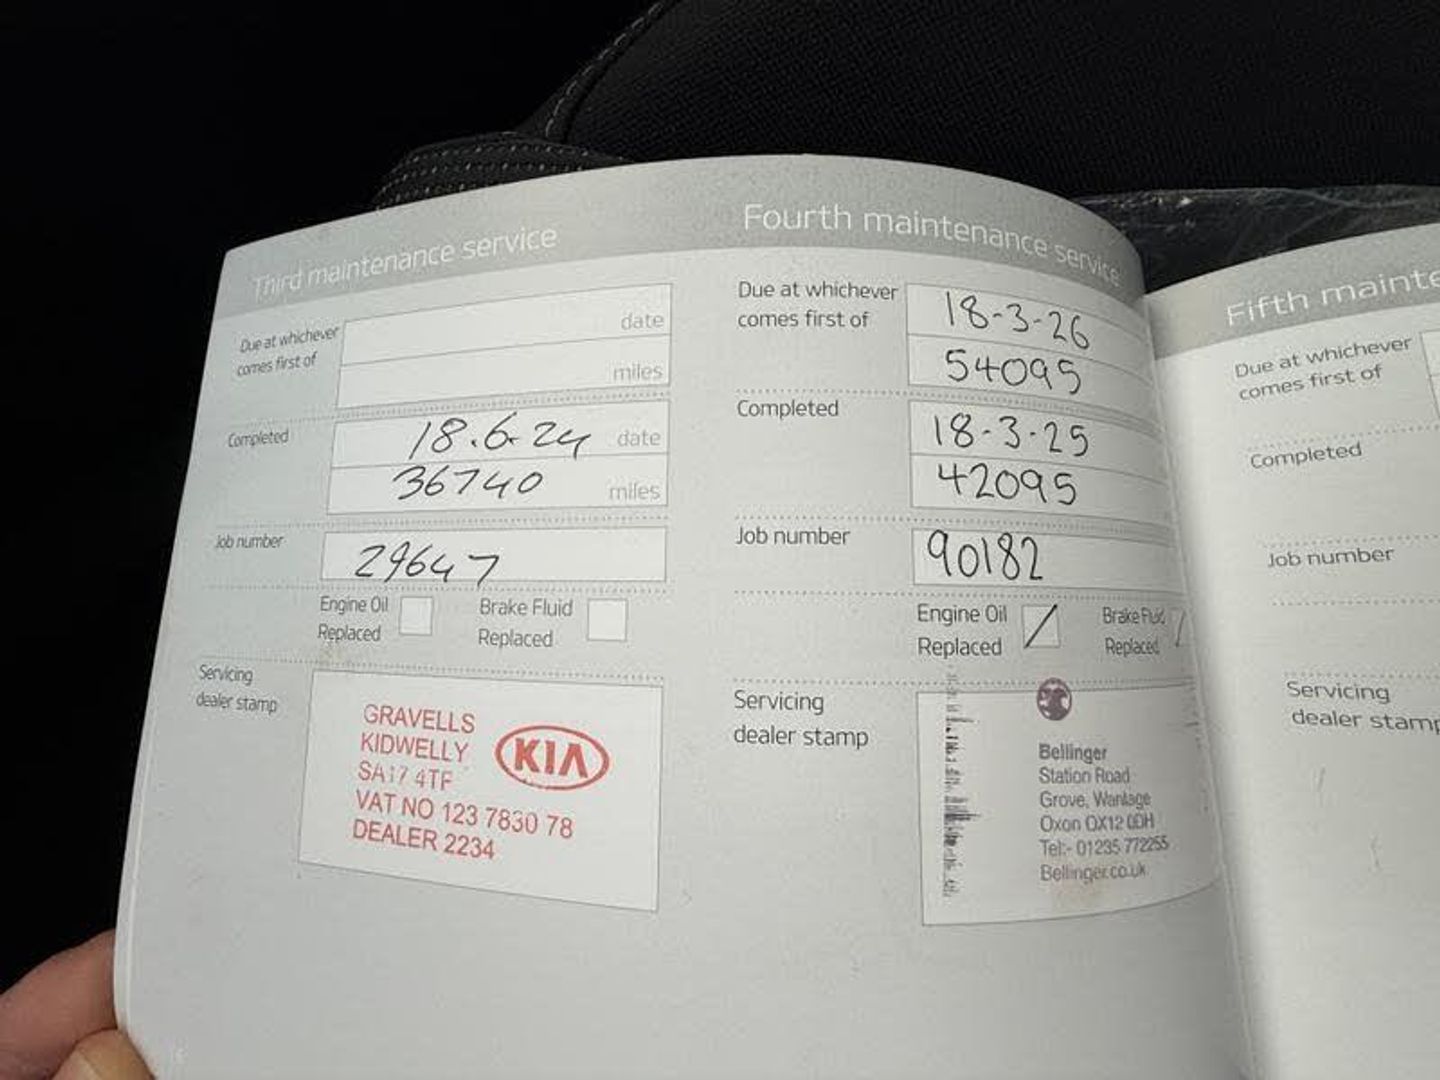 Third maintenance service
Due at whichever
comes first of
date
miles
Completed
18.6.24 date
36740 miles
Job number
29647
Engine Oil
Replaced
Brake Fluid
Replaced
Servicing
dealer stamp
GRAVELLS
KIDWELLY
SA17 4TF
VAT NO 123 7830 78
DEALER 2234
KIA
Fourth maintenance service
Due at whichever
comes first of
18-3-26
54095
Completed
18-3-25
42095
Job number
90182
Engine Oil
Replaced
Brake Fluid
Replaced
Servicing
dealer stamp
Bellinger
Station Road
Grove, Wantage
Oxon OX12 0DH
Tel:- 01235 772255
Bellinger.co.uk
Fifth mainte
Due at whichever
comes first of
Completed
Job number
Servicing
dealer stamp